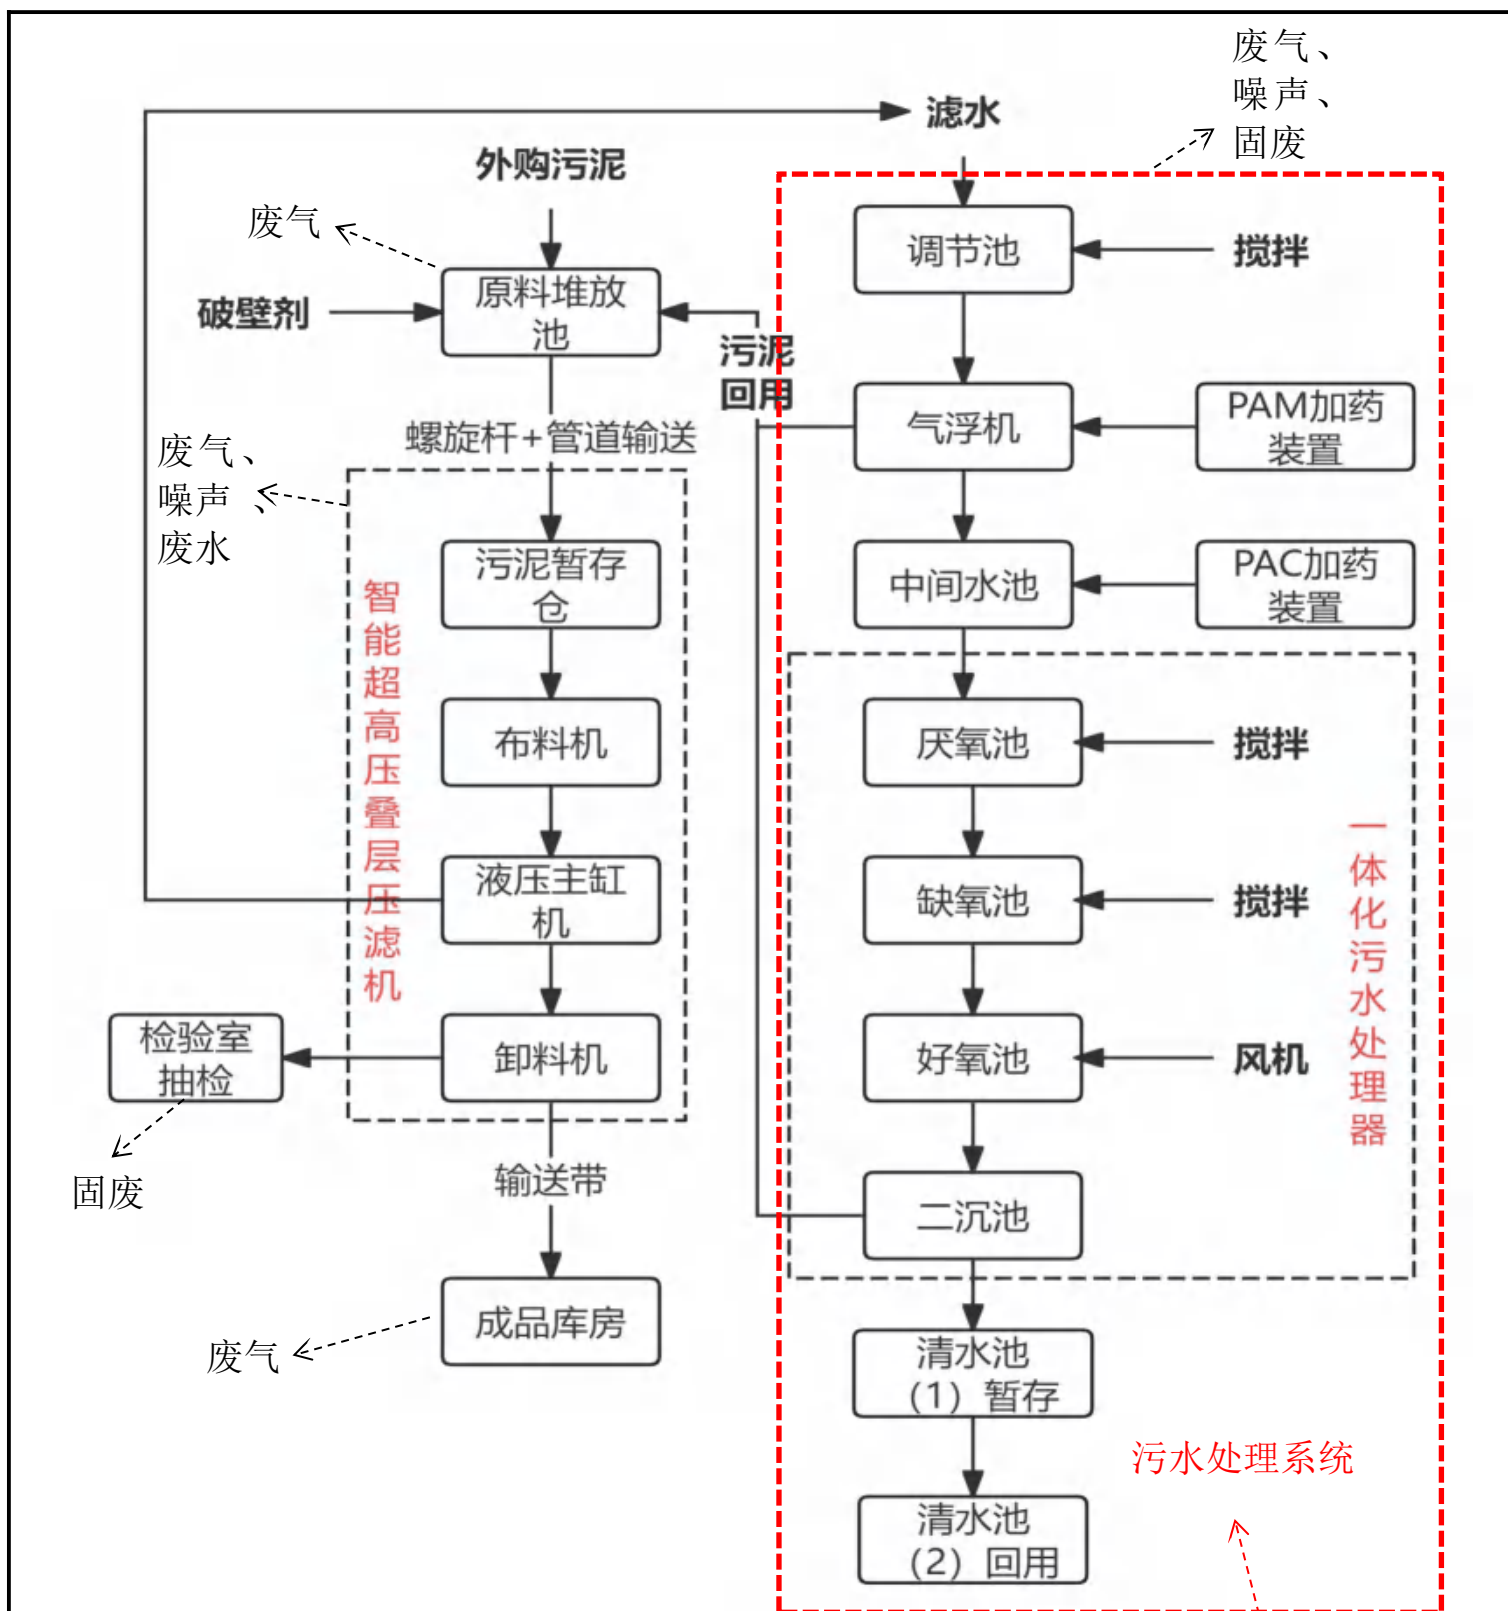 废气、
噪声、
固废
滤水
外购污泥
废气
调节池
搅拌
原料堆放
池
破壁剂
污泥
回用
气浮机
PAM加药
装置
螺旋杆+管道输送
废气、
噪声、
废水
污泥暂存
仓
中间水池
PAC加药
装置
智能超高压叠层压滤机
布料机
厌氧池
搅拌
液压主缸
机
缺氧池
搅拌
一体化污水处理器
检验室
抽检
卸料机
好氧池
风机
固废
输送带
二沉池
成品库房
废气
清水池
（1）暂存
污水处理系统
清水池
（2）回用